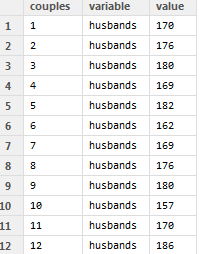 couples variable value
1 1 husbands 170
2 2 husbands 176
3 3 husbands 180
4 4 husbands 169
5 5 husbands 182
6 6 husbands 162
7 7 husbands 169
8 8 husbands 176
9 9 husbands 180
10 10 husbands 157
11 11 husbands 170
12 12 husbands 186